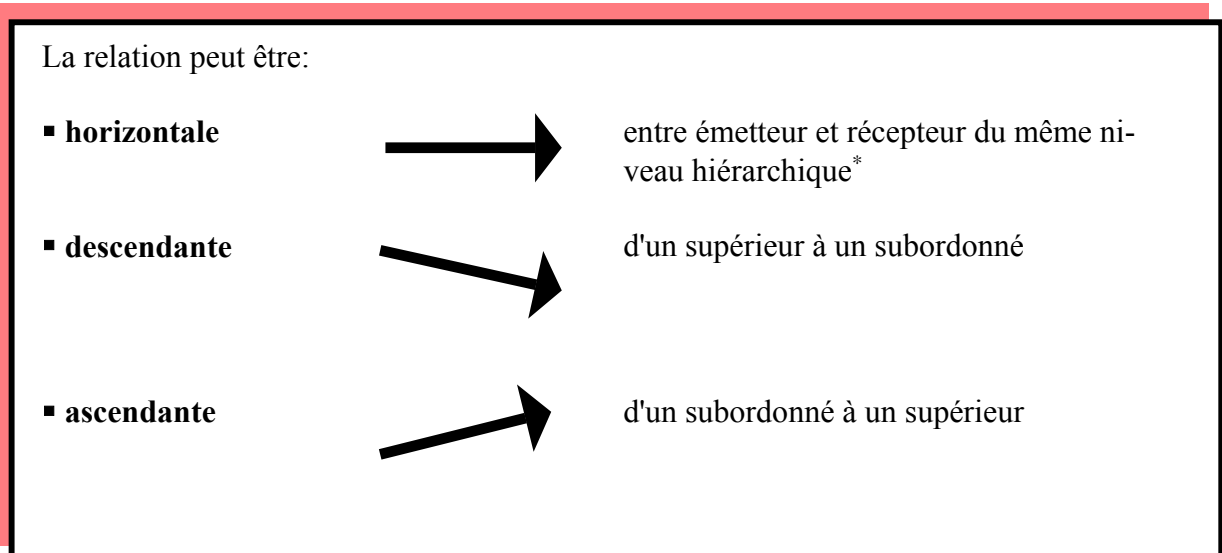 La relation peut être:
▪ horizontale entre émetteur et récepteur du même ni-
veau hiérarchique*
▪ descendante d'un supérieur à un subordonné
▪ ascendante d'un subordonné à un supérieur